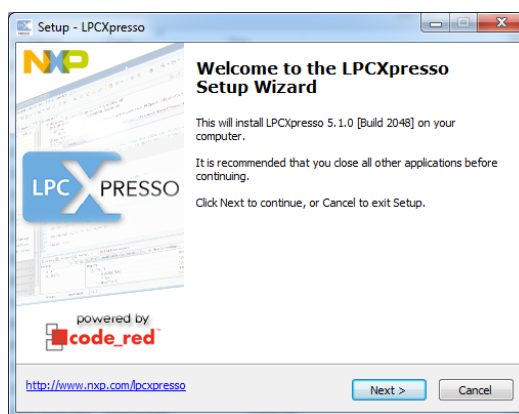 Setup - LPCXpresso
NXP
Welcome to the LPCXpresso
Setup Wizard
This will install LPCXpresso 5.1.0 [Build 2048] on your
computer.
It is recommended that you close all other applications before
continuing.
Click Next to continue, or Cancel to exit Setup.
LPC XPRESSO
powered by
code_red™
http://www.nxp.com/lpcxpresso
Next >
Cancel